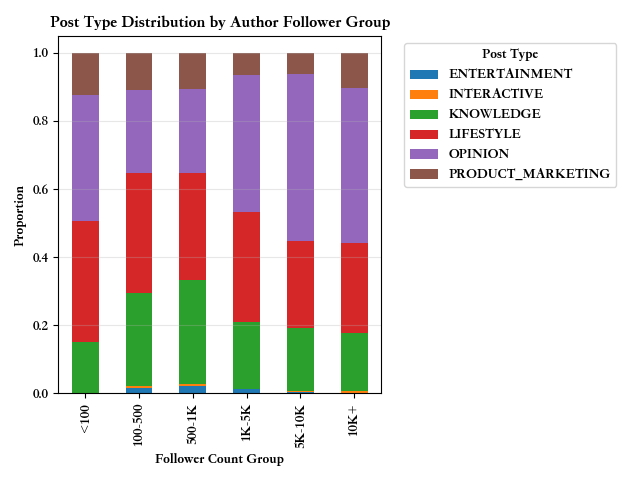 Post Type Distribution by Author Follower Group
Proportion
1.0
0.8
0.6
0.4
0.2
0.0
<100
100-500
500-1K
1K-5K
5K-10K
10K+
Follower Count Group
Post Type
ENTERTAINMENT
INTERACTIVE
KNOWLEDGE
LIFESTYLE
OPINION
PRODUCT_MARKETING